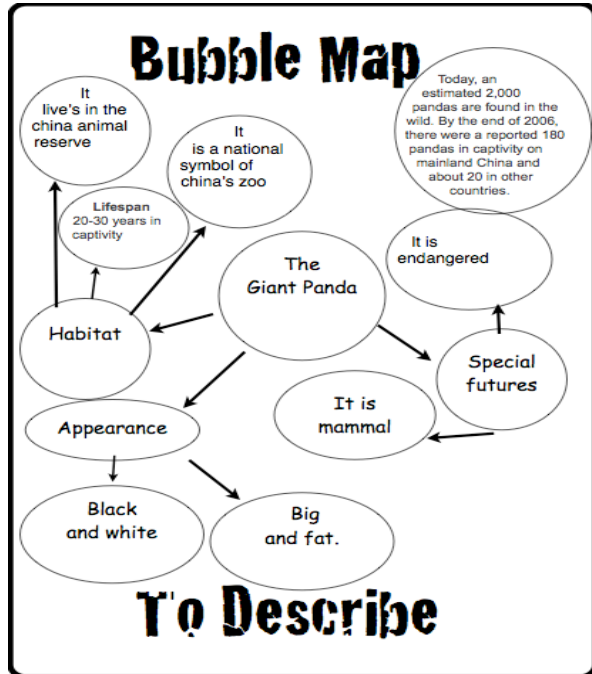 Bubble Map
It
live's in the
china animal
reserve
It
is a national
symbol of
china's zoo
Today, an
estimated 2,000
pandas are found in the
wild. By the end of 2006,
there were a reported 180
pandas in captivity on
mainland China and
about 20 in other
countries.
Lifespan
20-30 years in
captivity
It is
endangered
The
Giant Panda
Habitat
Special
futures
It is
mammal
Appearance
Black
and white
Big
and fat.
To Describe